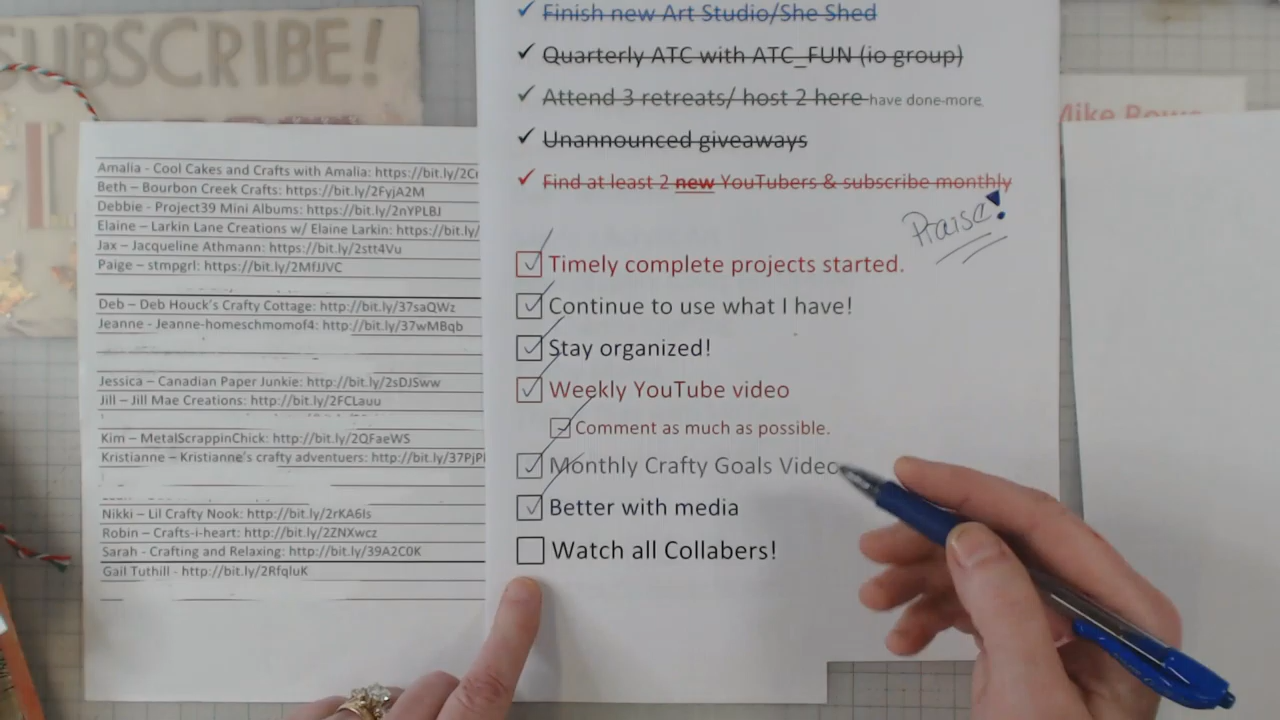 SUBSCRIBE!
Mike Rowe
Amalia - Cool Cakes and Crafts with Amalia: https://bit.ly/2C
Beth – Bourbon Creek Crafts: https://bit.ly/2FyjA2M
Debbie - Project39 Mini Albums: https://bit.ly/2nYPLBJ
Elaine – Larkin Lane Creations w/ Elaine Larkin: https://bit.ly/
Jax – Jacqueline Athmann: https://bit.ly/2stt4Vu
Paige – stmpgrl: https://bit.ly/2MfJJVC
Deb – Deb Houck's Crafty Cottage: http://bit.ly/37saQWz
Jeanne - Jeanne-homeschmomof4: http://bit.ly/37wMBqb
Jessica – Canadian Paper Junkie: http://bit.ly/2sDJSww
Jill – Jill Mae Creations: http://bit.ly/2FCLauu
Kim – MetalScrappinChick: http://bit.ly/2QFaeWS
Kristianne – Kristianne's crafty adventuers: http://bit.ly/37PjP
Nikki – Lil Crafty Nook: http://bit.ly/2rKA6Is
Robin – Crafts-i-heart: http://bit.ly/2ZNXwcz
Sarah - Crafting and Relaxing: http://bit.ly/39A2C0K
Gail Tuthill - http://bit.ly/2RfqluK
✓ Finish new Art Studio/She Shed
✓ Quarterly ATC with ATC_FUN (io group)
✓ Attend 3 retreats/ host 2 here -have done more.
✓ Unannounced giveaways
✓ Find at least 2 new YouTubers & subscribe monthly
Praise!
Timely complete projects started.
Continue to use what I have!
Stay organized!
Weekly YouTube video
Comment as much as possible.
Monthly Crafty Goals Video
Better with media
Watch all Collabers!